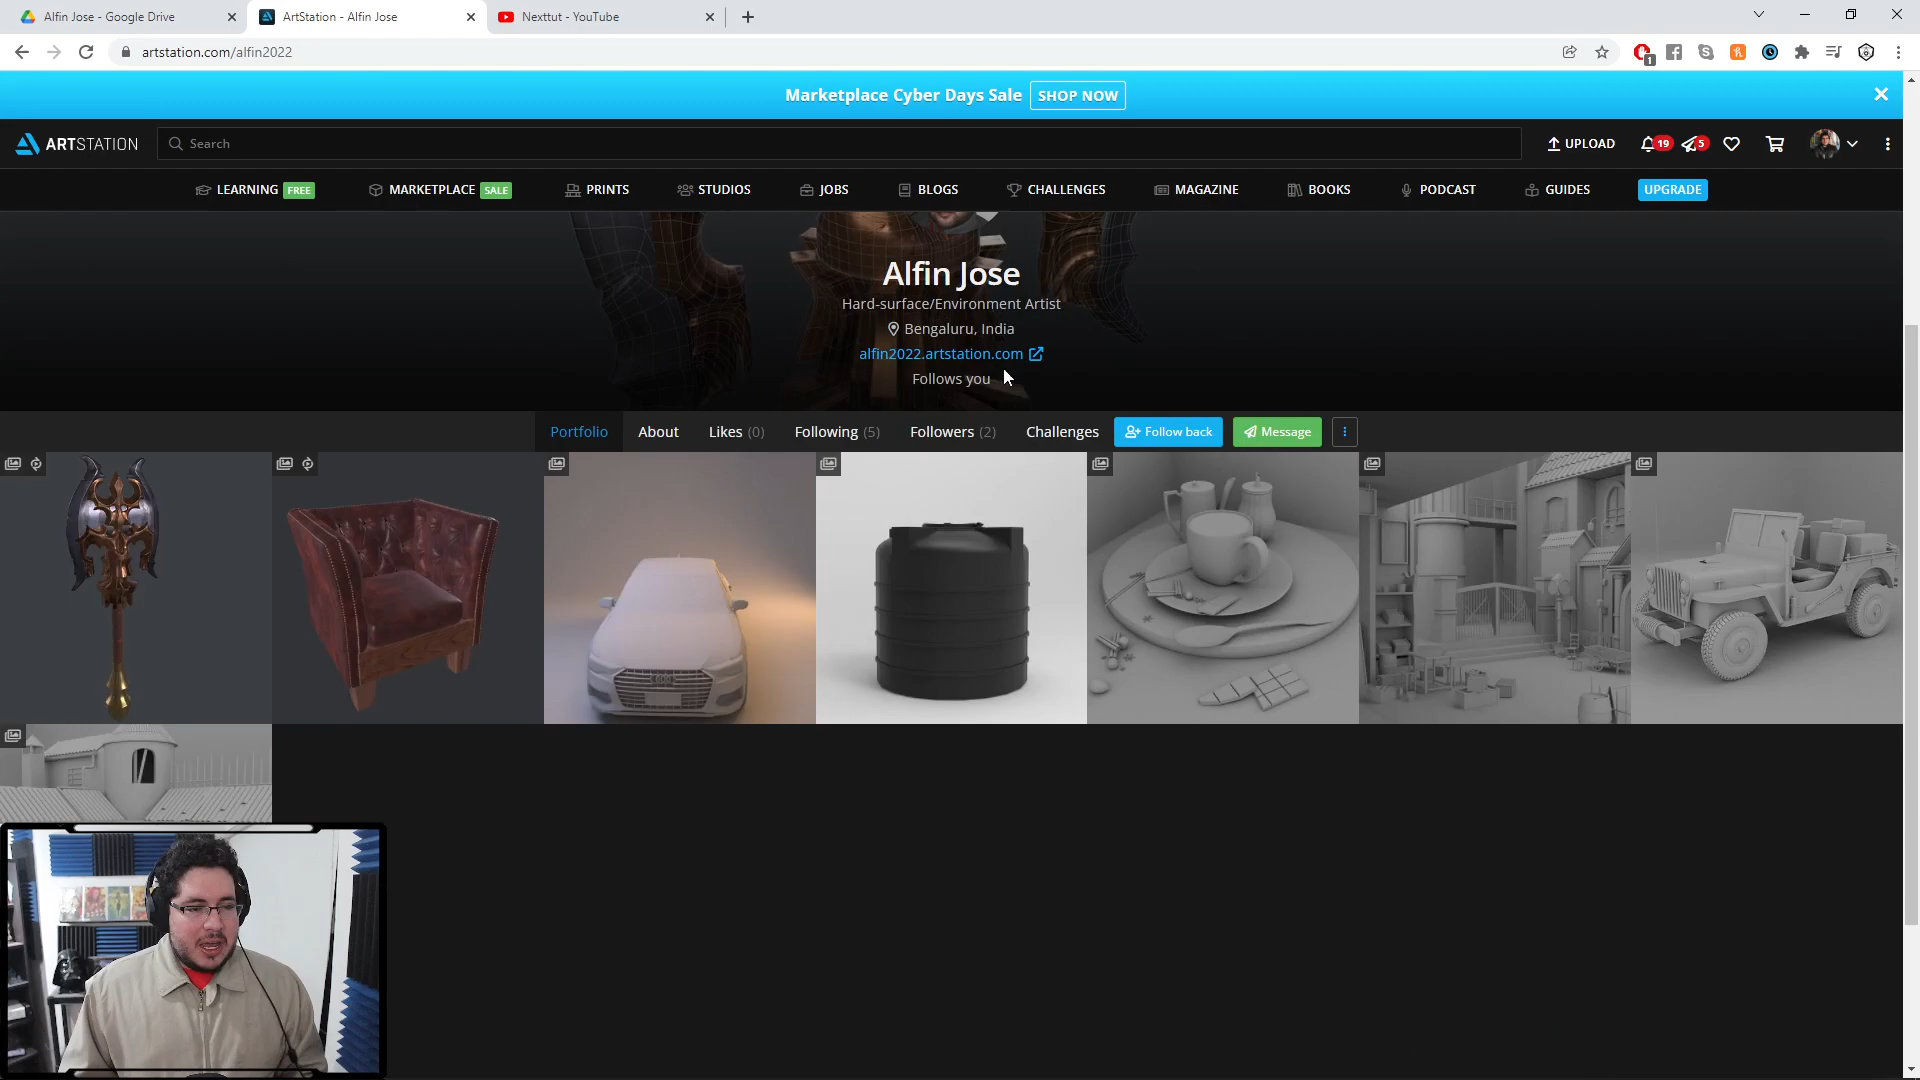 Alfin Jose - Google Drive
ArtStation - Alfin Jose
Nexttut - YouTube
artstation.com/alfin2022
1
Marketplace Cyber Days Sale SHOP NOW
ARTSTATION
Search
UPLOAD
19
5
LEARNING FREE
MARKETPLACE SALE
PRINTS
STUDIOS
JOBS
BLOGS
CHALLENGES
MAGAZINE
BOOKS
PODCAST
GUIDES
UPGRADE
Alfin Jose
Hard-surface/Environment Artist
Bengaluru, India
alfin2022.artstation.com
Follows you
Portfolio
About
Likes (0)
Following (5)
Followers (2)
Challenges
Follow back
Message